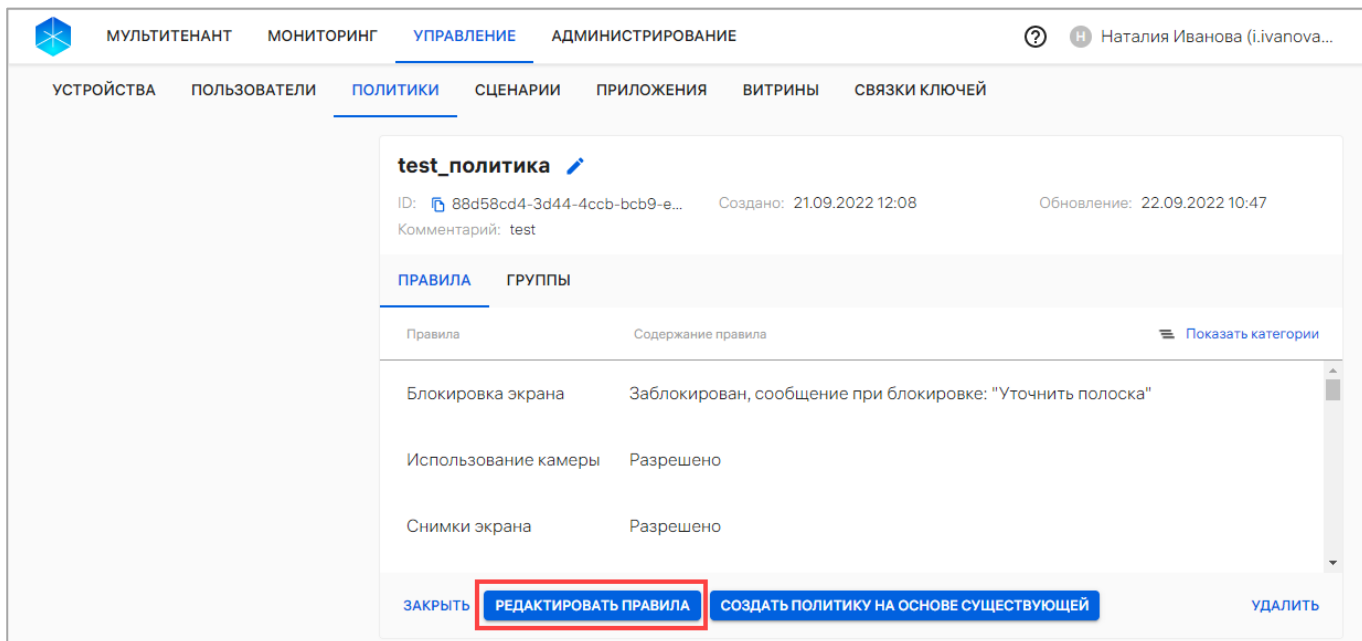 МУЛЬТИТЕНАНТ МОНИТОРИНГ УПРАВЛЕНИЕ АДМИНИСТРИРОВАНИЕ ? Н Наталия Иванова (i.ivanova...
УСТРОЙСТВА ПОЛЬЗОВАТЕЛИ ПОЛИТИКИ СЦЕНАРИИ ПРИЛОЖЕНИЯ ВИТРИНЫ СВЯЗКИ КЛЮЧЕЙ
test_политика
ID: 88d58cd4-3d44-4ccb-bcb9-e... Создано: 21.09.2022 12:08 Обновление: 22.09.2022 10:47
Комментарий: test
ПРАВИЛА ГРУППЫ
Правила Содержание правила Показать категории
Блокировка экрана Заблокирован, сообщение при блокировке: "Уточнить полоска"
Использование камеры Разрешено
Снимки экрана Разрешено
ЗАКРЫТЬ РЕДАКТИРОВАТЬ ПРАВИЛА СОЗДАТЬ ПОЛИТИКУ НА ОСНОВЕ СУЩЕСТВУЮЩЕЙ УДАЛИТЬ